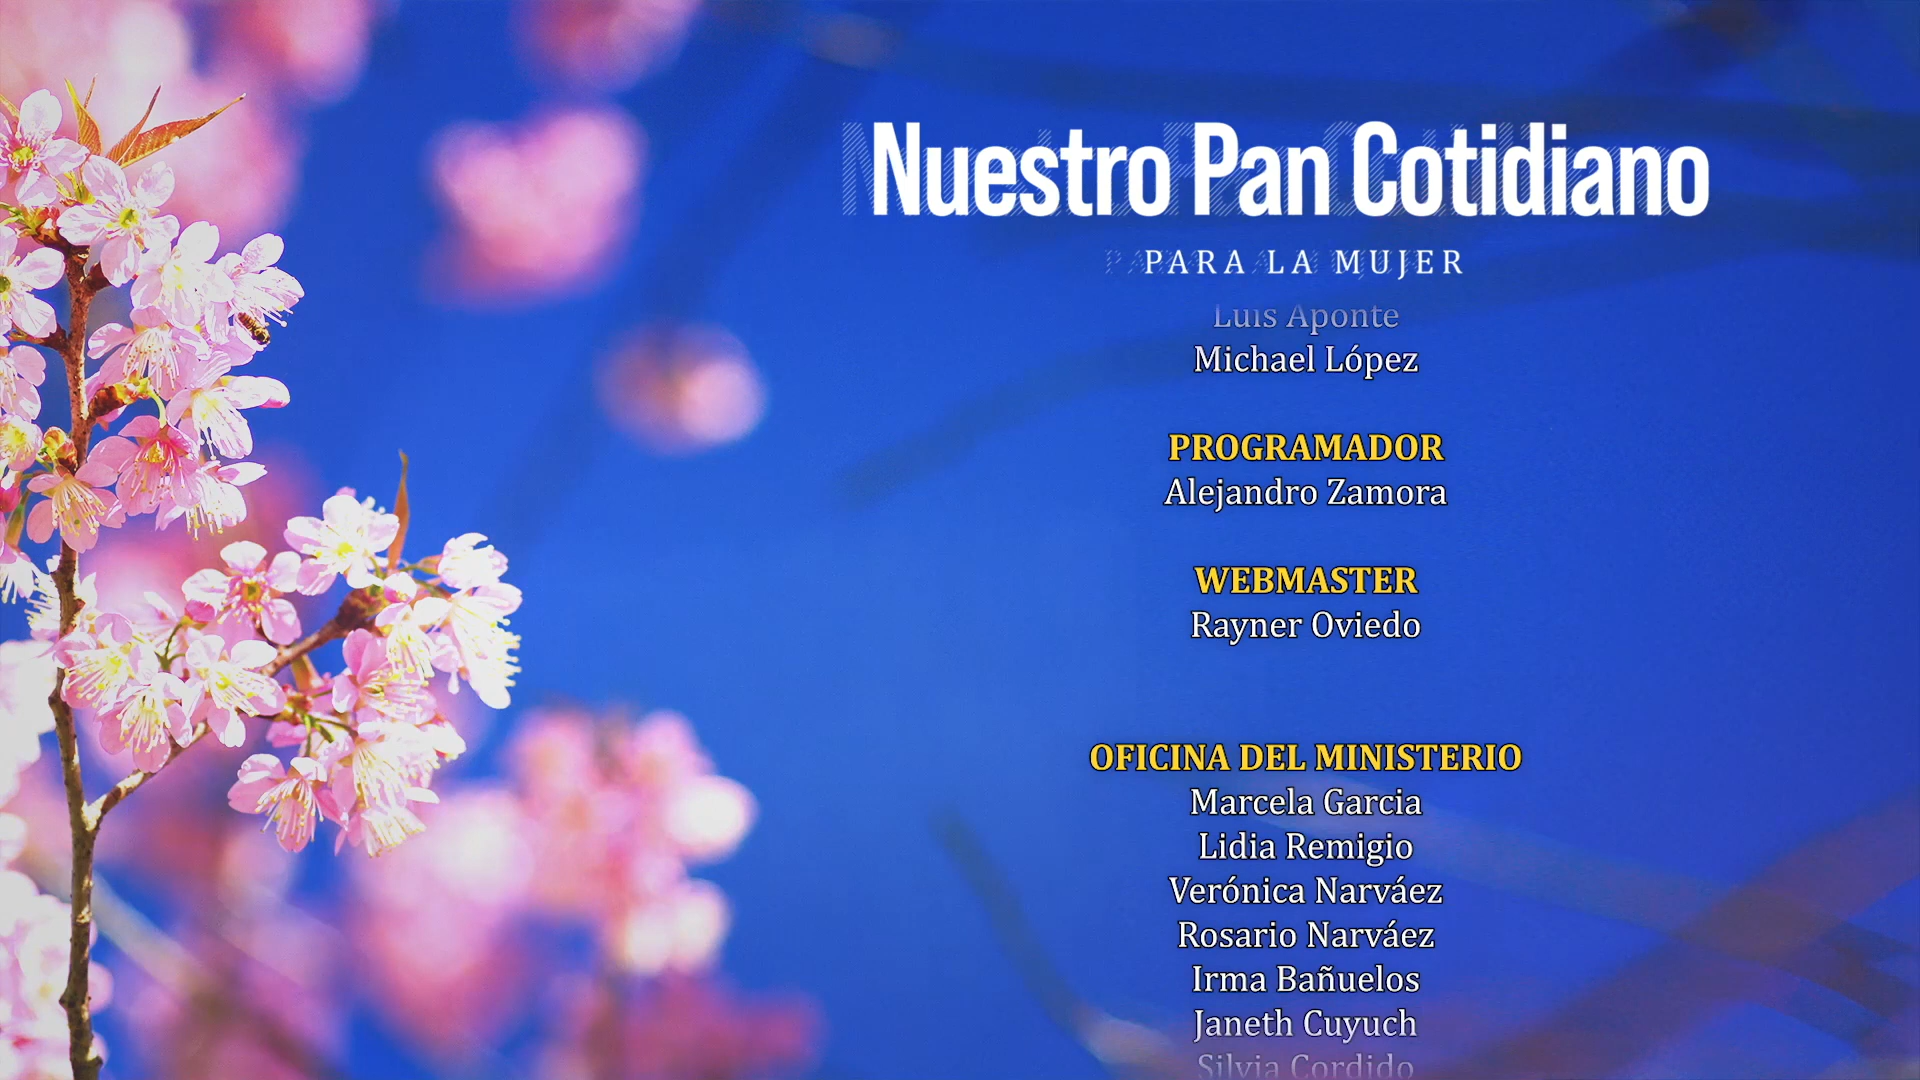 Nuestro Pan Cotidiano
PARA LA MUJER
Luis Aponte
Michael López
PROGRAMADOR
Alejandro Zamora
WEBMASTER
Rayner Oviedo
OFICINA DEL MINISTERIO
Marcela Garcia
Lidia Remigio
Verónica Narváez
Rosario Narváez
Irma Bañuelos
Janeth Cuyuch
Silvia Cordido